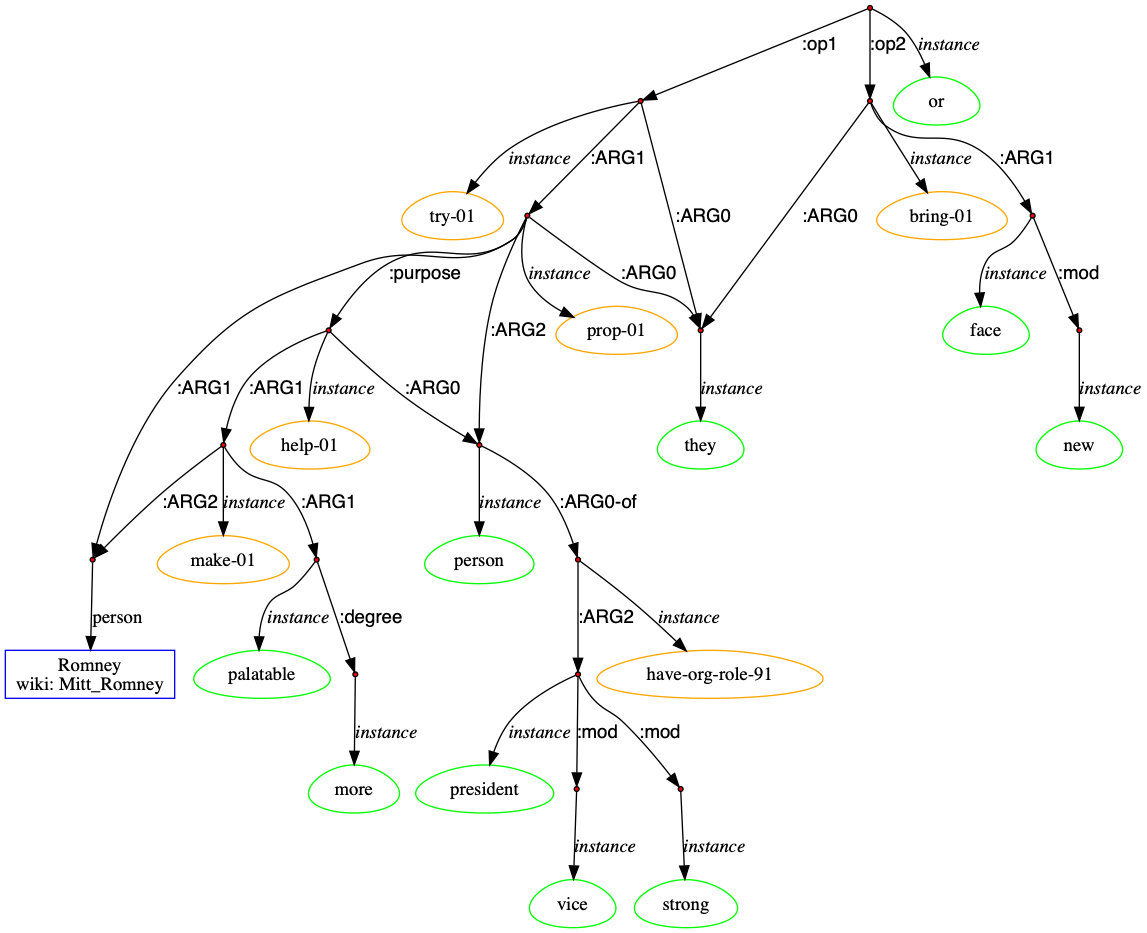 :op1
:op2
instance
or
instance
:ARG1
:ARG0
:ARG0
instance
:ARG1
try-01
bring-01
:purpose
instance
:ARG0
instance
:mod
:ARG2
prop-01
face
:ARG1
:ARG1
instance
:ARG0
instance
instance
help-01
they
new
:ARG2
instance
:ARG1
instance
:ARG0-of
make-01
person
person
instance
:degree
:ARG2
instance
Romney
wiki: Mitt_Romney
palatable
have-org-role-91
instance
instance
:mod
:mod
more
president
instance
instance
vice
strong